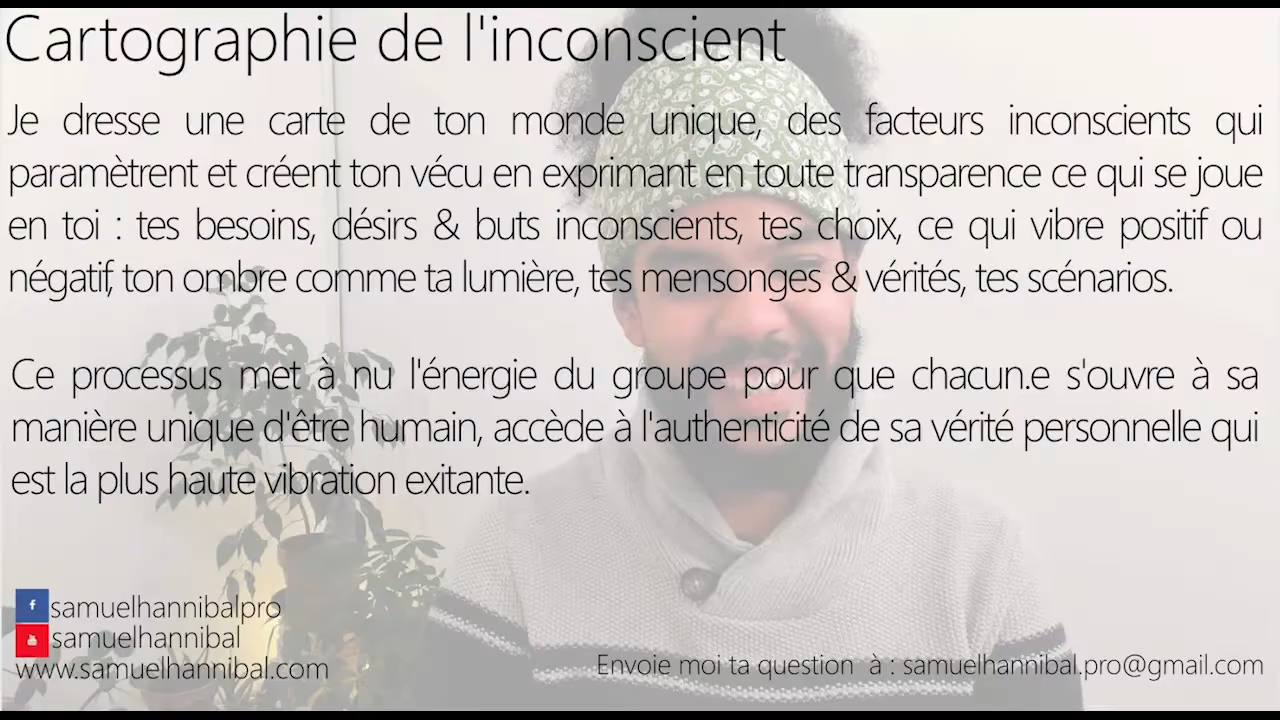 Cartographie de l'inconscient
Je dresse une carte de ton monde unique, des facteurs inconscients qui
paramètrent et créent ton vécu en exprimant en toute transparence ce qui se joue
en toi : tes besoins, désirs & buts inconscients, tes choix, ce qui vibre positif ou
négatif, ton ombre comme ta lumière, tes mensonges & vérités, tes scénarios.
Ce processus met à nu l'énergie du groupe pour que chacun.e s'ouvre à sa
manière unique d'être humain, accède à l'authenticité de sa vérité personnelle qui
est la plus haute vibration exitante.
f samuelhannibalpro
samuelhannibal
www.samuelhannibal.com
Envoie moi ta question à : samuelhannibal.pro@gmail.com